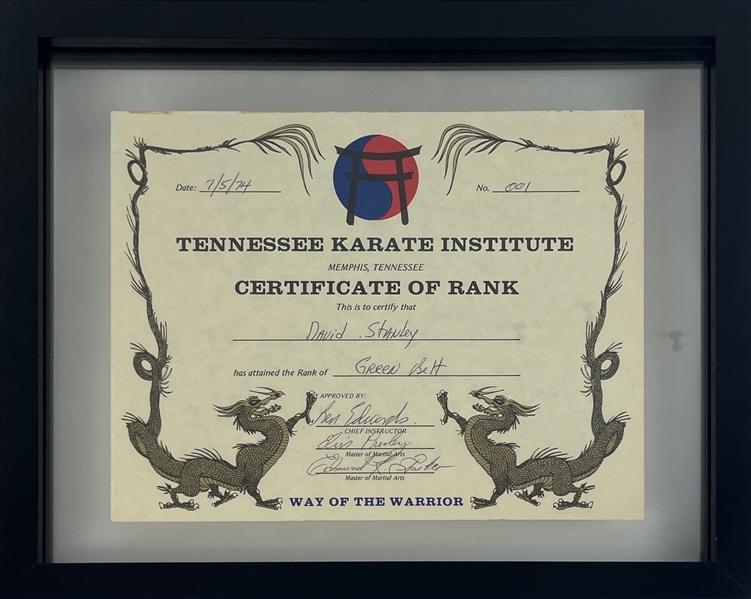 Date: 7/5/74
No. 001
TENNESSEE KARATE INSTITUTE
MEMPHIS, TENNESSEE
CERTIFICATE OF RANK
This is to certify that
David Stanley
has attained the Rank of Green Belt
APPROVED BY:
Ben Edwards
CHIEF INSTRUCTOR
Elvis Presley
Master of Martial Arts
Edmund K. Parker
Master of Martial Arts
WAY OF THE WARRIOR